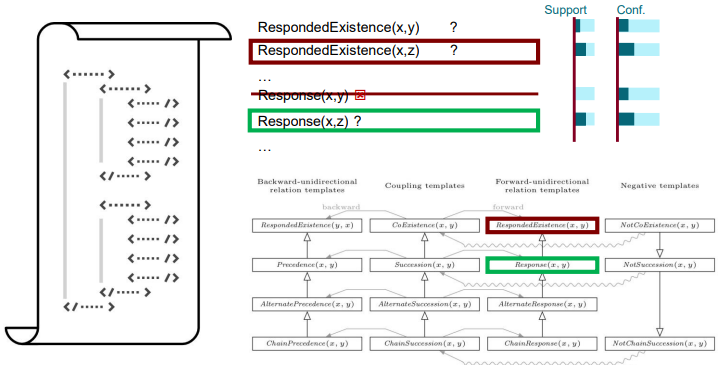 Support Conf.
RespondedExistence(x,y) ?
RespondedExistence(x,z) ?
...
Response(x,y)
Response(x,z) ?
...
Backward-unidirectional relation templates
Coupling templates
Forward-unidirectional relation templates
Negative templates
backward forward
RespondedExistence(y, x) CoExistence(x, y) RespondedExistence(x, y) NotCoExistence(x, y)
Precedence(x, y) Succession(x, y) Response(x, y) NotSuccession(x, y)
AlternatePrecedence(x, y) AlternateSuccession(x, y) AlternateResponse(x, y)
ChainPrecedence(x, y) ChainSuccession(x, y) ChainResponse(x, y) NotChainSuccession(x, y)